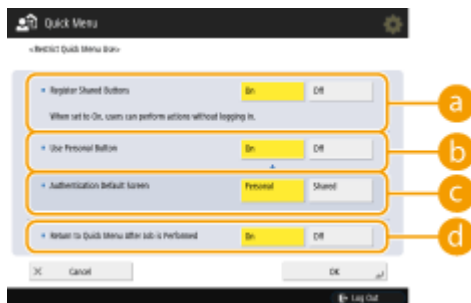 Quick Menu
<Restrict Quick Menu Use>
Register Shared Buttons
On
Off
When set to On, users can perform actions without logging in.
a
Use Personal Button
On
Off
b
Authentication Default Screen
Personal
Shared
c
Return to Quick Menu After Job is Performed
On
Off
d
Cancel
OK
Log Out